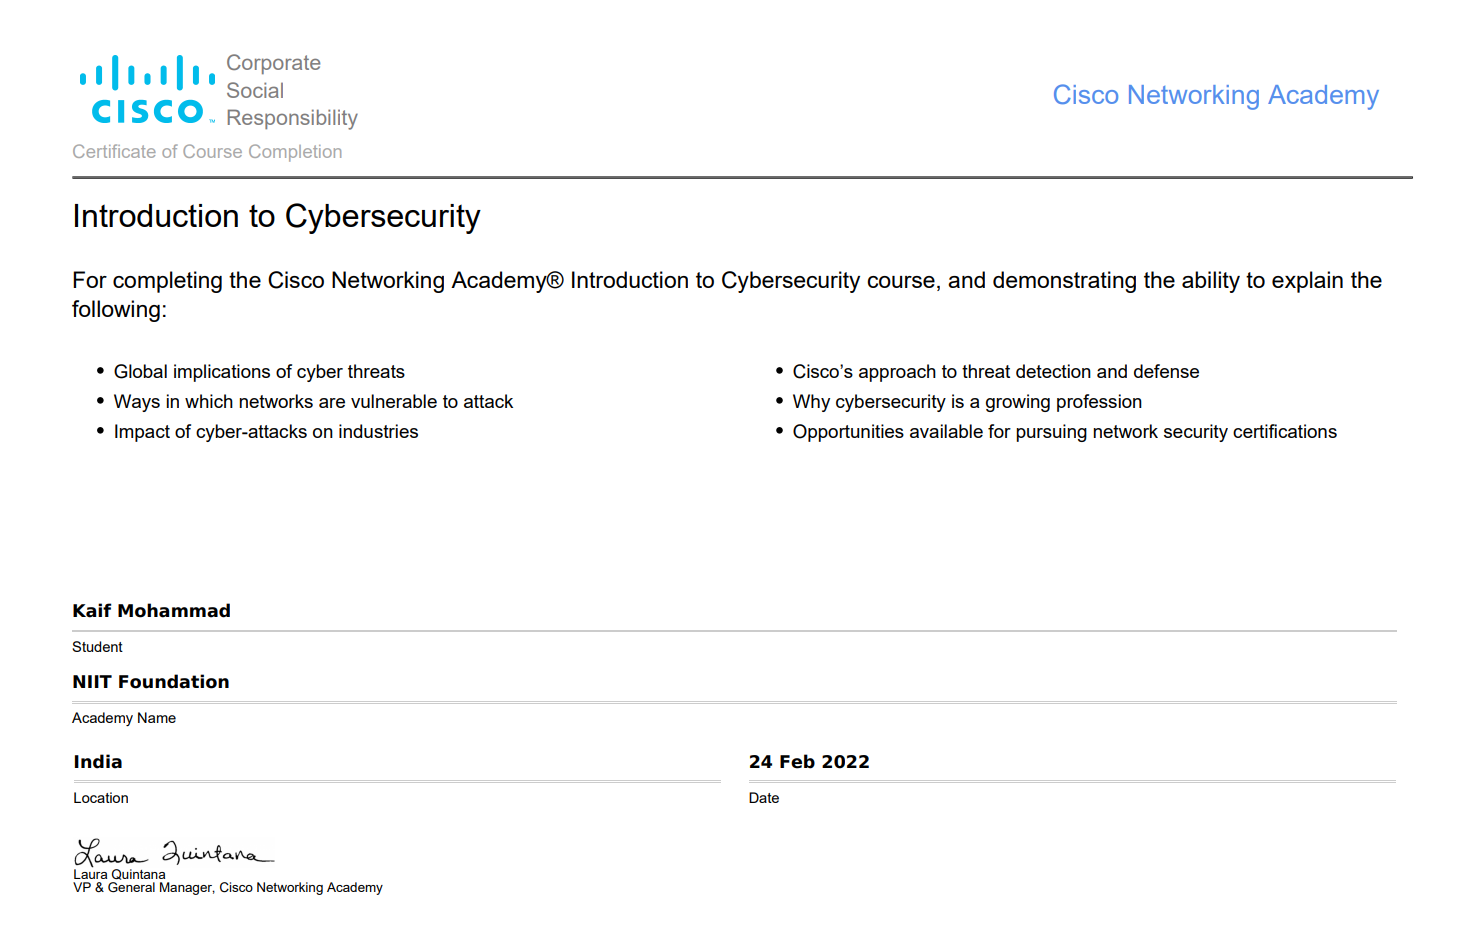 CISCO™
Corporate
Social
Responsibility
Cisco Networking Academy
Certificate of Course Completion
Introduction to Cybersecurity
For completing the Cisco Networking Academy® Introduction to Cybersecurity course, and demonstrating the ability to explain the
following:
• Global implications of cyber threats
• Ways in which networks are vulnerable to attack
• Impact of cyber-attacks on industries
• Cisco’s approach to threat detection and defense
• Why cybersecurity is a growing profession
• Opportunities available for pursuing network security certifications
Kaif Mohammad
Student
NIIT Foundation
Academy Name
India
Location
24 Feb 2022
Date
Laura Quintana
Laura Quintana
VP & General Manager, Cisco Networking Academy